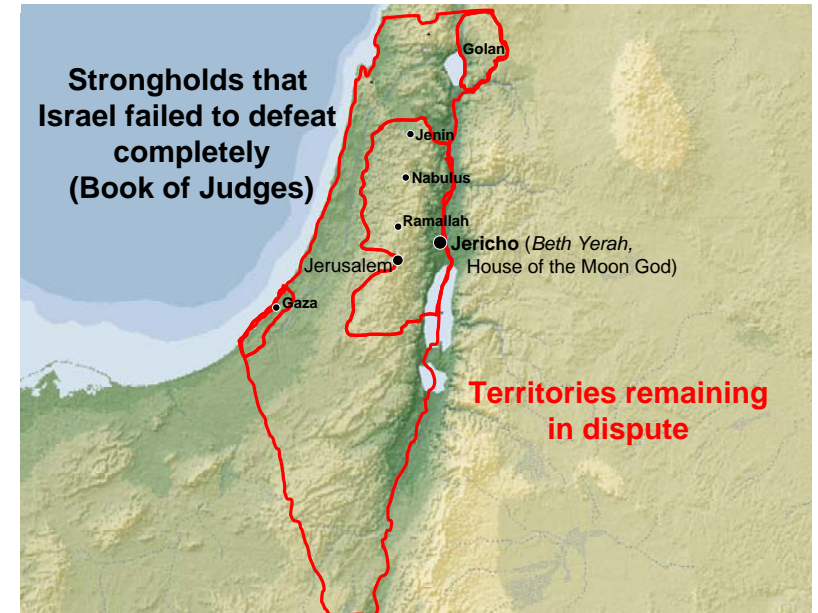 Strongholds that
Israel failed to defeat
completely
(Book of Judges)
Golan
Jenin
Nabulus
Ramallah
Jericho (Beth Yerah,
House of the Moon God)
Jerusalem
Gaza
Territories remaining
in dispute